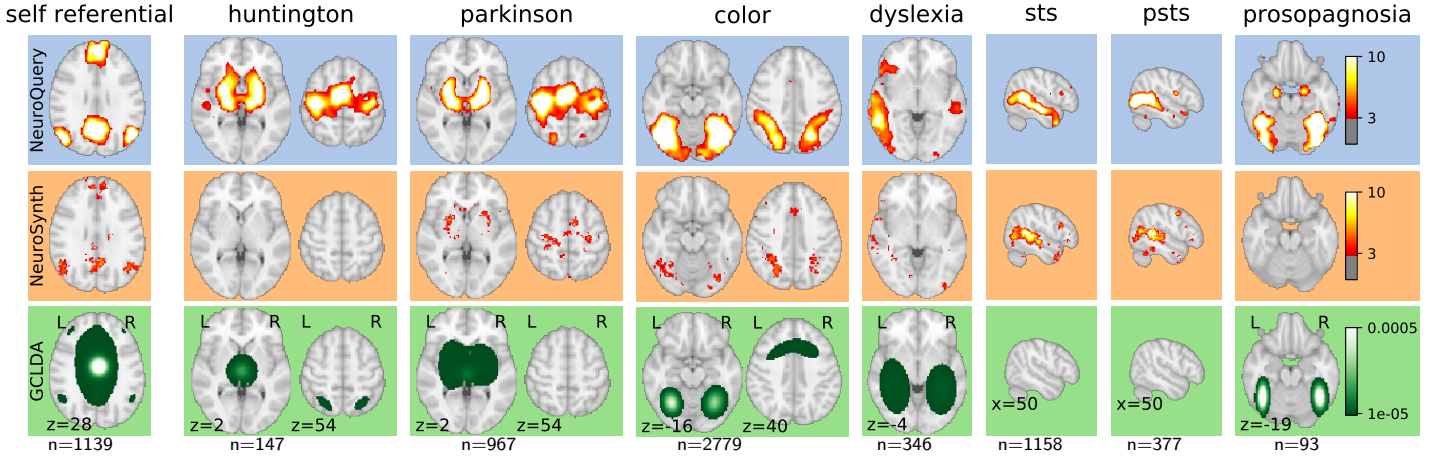 self referential huntington parkinson color dyslexia sts psts prosopagnosia
NeuroQuery
10
3
NeuroSynth
10
3
GCLDA
L R L R L R L R L R L R L R
0.0005
1e-05
z=28 z=2 z=54 z=2 z=54 z=-16 z=40 z=-4 x=50 x=50 z=-19
n=1139 n=147 n=967 n=2779 n=346 n=1158 n=377 n=93